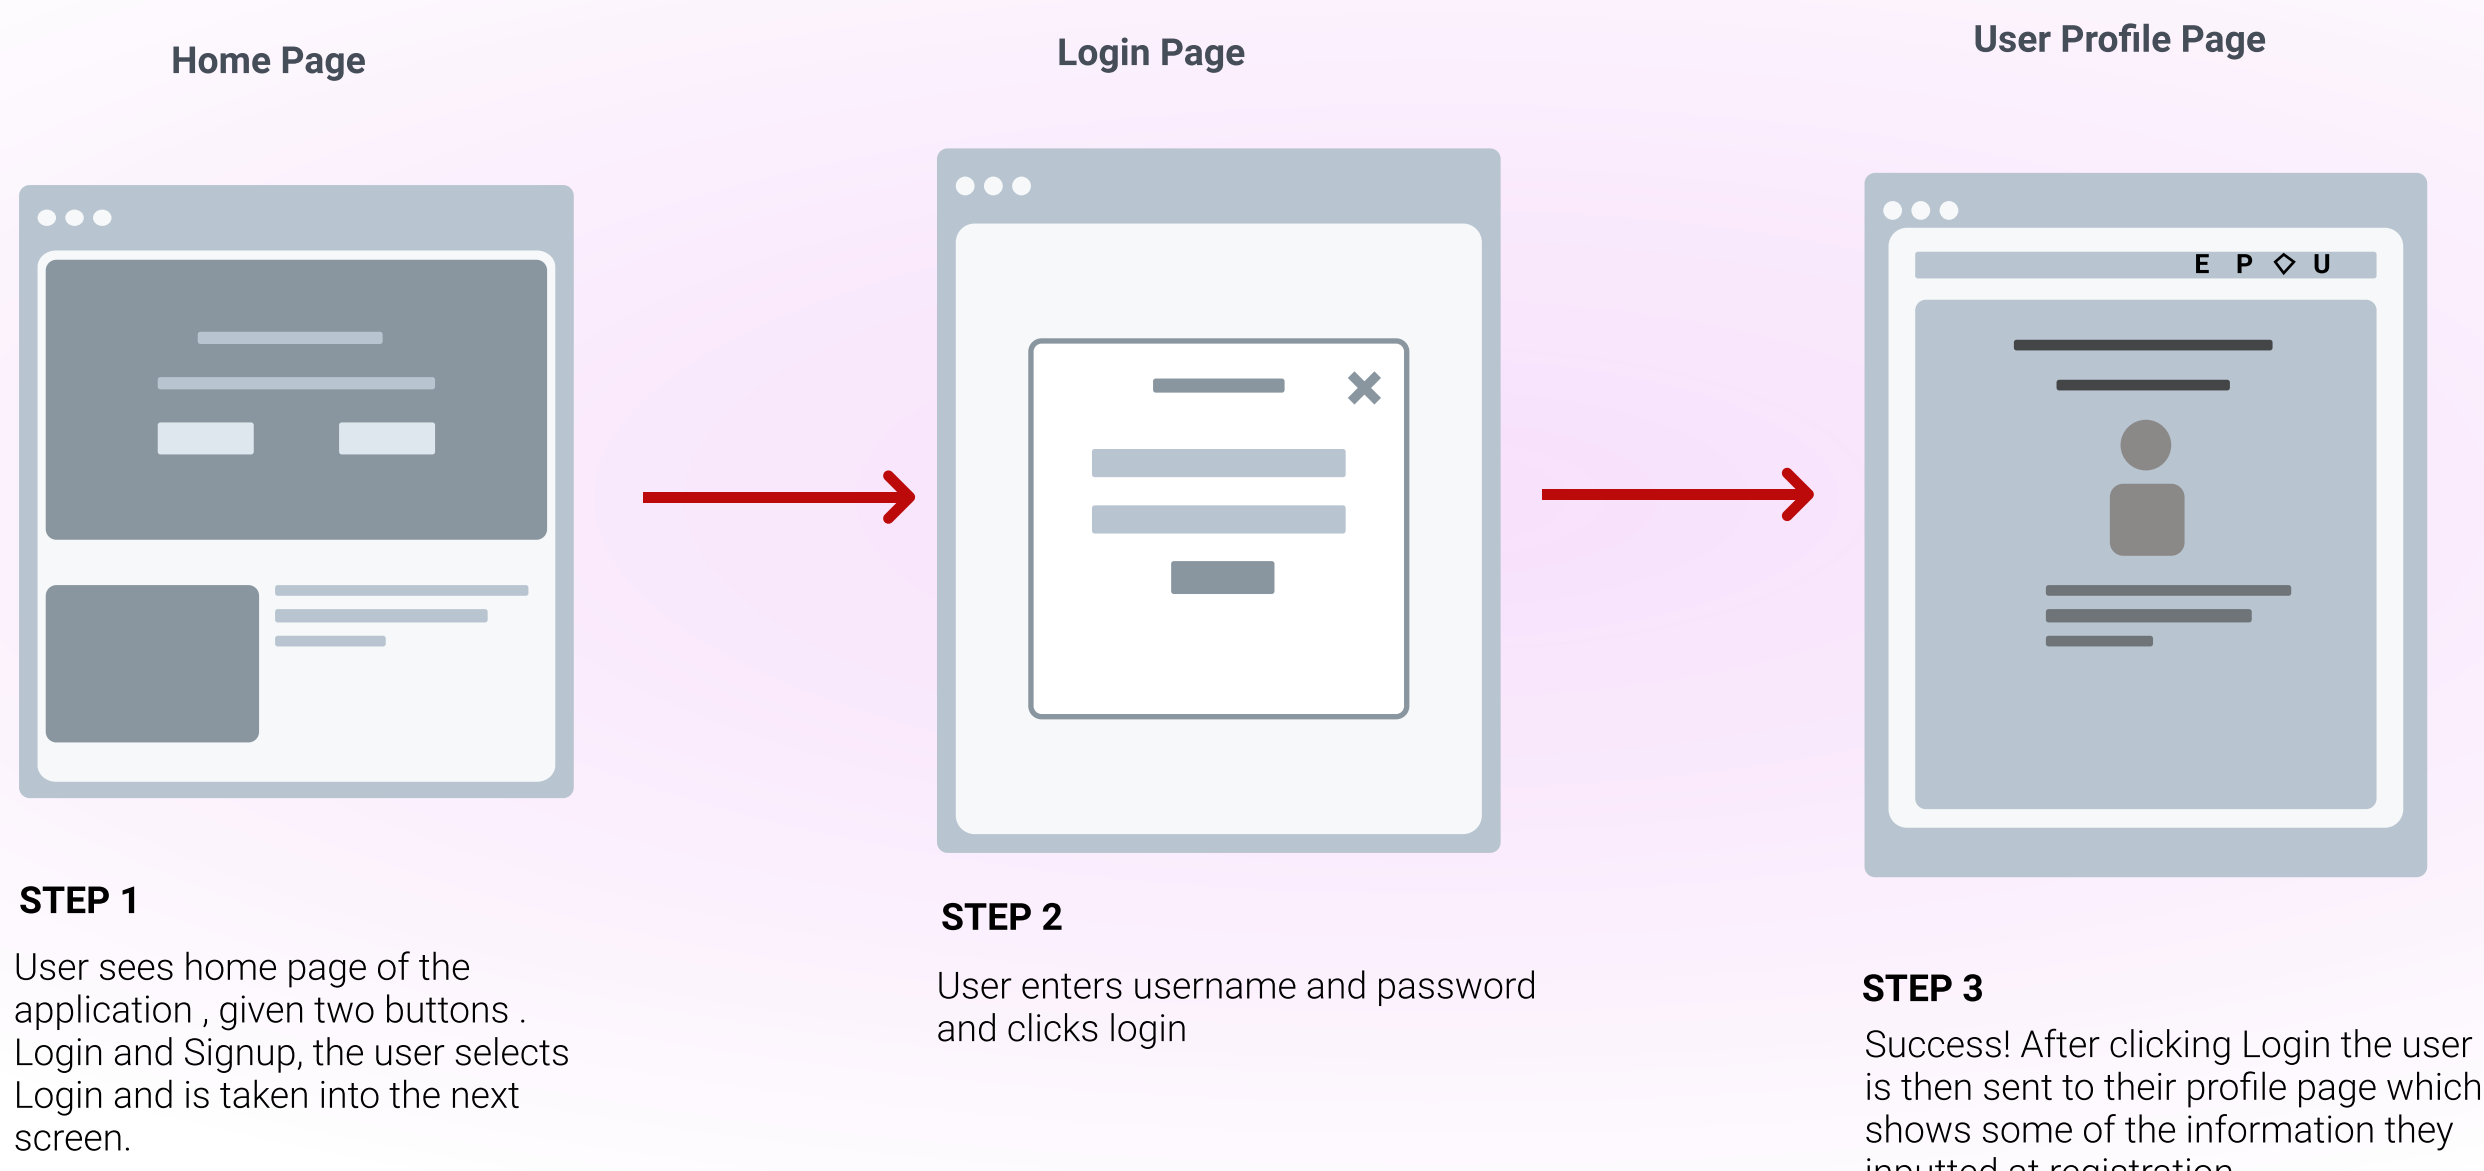 Home Page
Login Page
User Profile Page
E P ◇ U
STEP 1
User sees home page of the
application , given two buttons .
Login and Signup, the user selects
Login and is taken into the next
screen.
STEP 2
User enters username and password
and clicks login
STEP 3
Success! After clicking Login the user
is then sent to their profile page which
shows some of the information they
inputted at registration